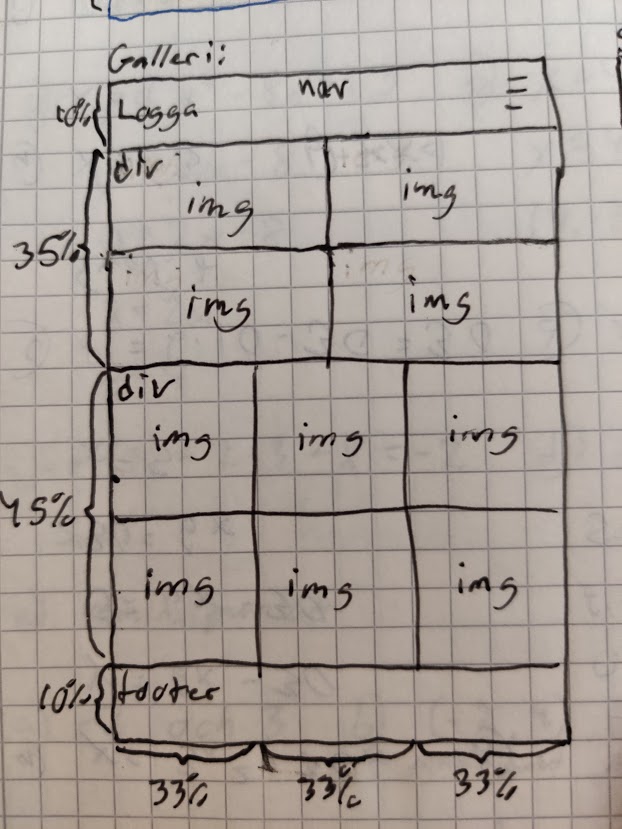 Galleri:
nav
10% Logga
div
img img
35%
img img
div
img img img
45%
img img img
10% footer
33% 33% 33%